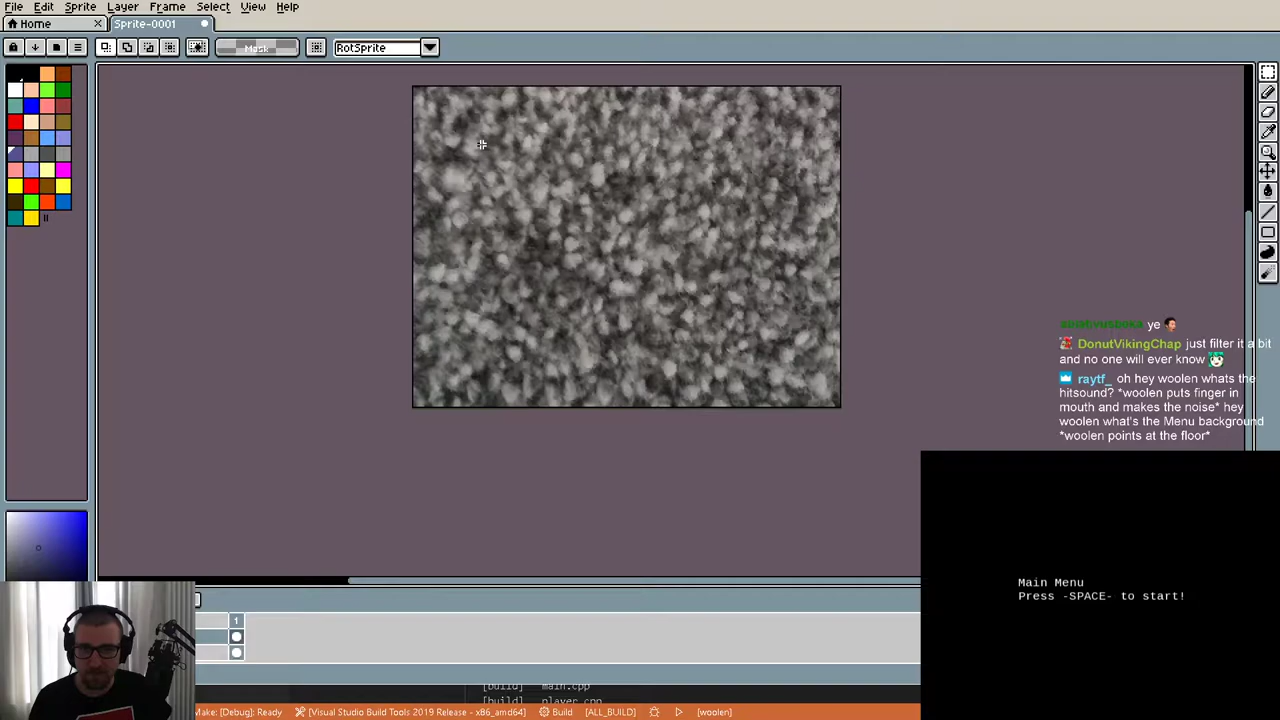 File Edit Sprite Layer Frame Select View Help
Home
Sprite-0001
Mask
RotSprite
ye
DonutVikingChap just filter it a bit
and no one will ever know
raytf_ oh hey woolen whats the
hitsound? *woolen puts finger in
mouth and makes the noise* hey
woolen what's the Menu background
*woolen points at the floor*
Main Menu
Press -SPACE- to start!
1
[build] main.cpp
[build] player.cpp
Make: [Debug]: Ready [Visual Studio Build Tools 2019 Release - x86_amd64] Build [ALL_BUILD] [woolen]